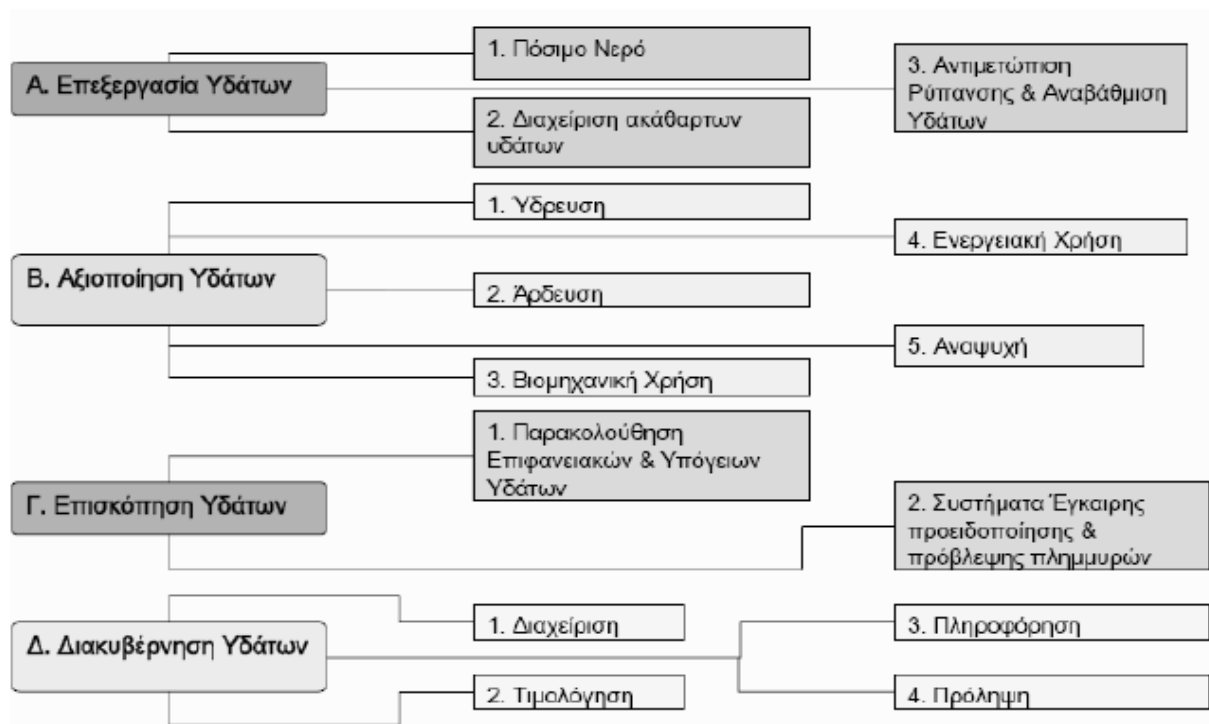 Α. Επεξεργασία Υδάτων
1. Πόσιμο Νερό
2. Διαχείριση ακάθαρτων
υδάτων
3. Αντιμετώπιση
Ρύπανσης & Αναβάθμιση
Υδάτων
Β. Αξιοποίηση Υδάτων
1. Ύδρευση
2. Άρδευση
3. Βιομηχανική Χρήση
4. Ενεργειακή Χρήση
5. Αναψυχή
Γ. Επισκόπηση Υδάτων
1. Παρακολούθηση
Επιφανειακών & Υπόγειων
Υδάτων
2. Συστήματα Έγκαιρης
προειδοποίησης &
πρόβλεψης πλημμυρών
Δ. Διακυβέρνηση Υδάτων
1. Διαχείριση
2. Τιμολόγηση
3. Πληροφόρηση
4. Πρόληψη